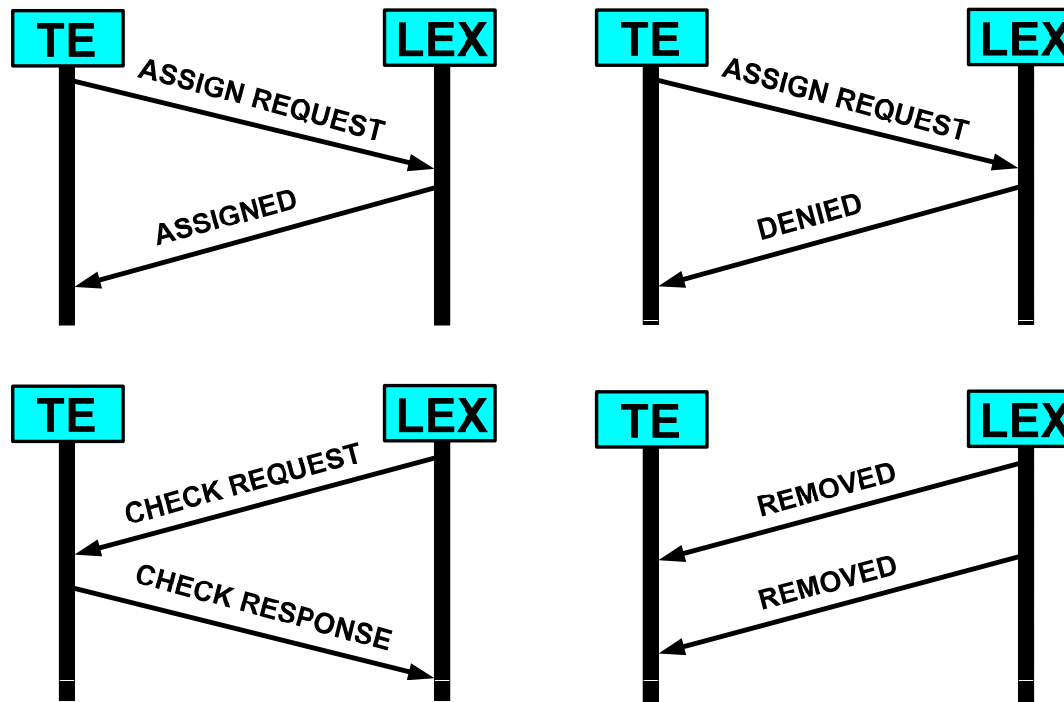 TE
LEX
ASSIGN REQUEST
ASSIGNED
TE
LEX
ASSIGN REQUEST
DENIED
TE
LEX
CHECK REQUEST
CHECK RESPONSE
TE
LEX
REMOVED
REMOVED